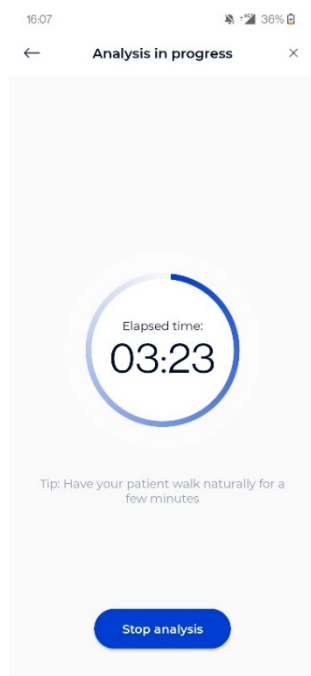 16:07
36%
Analysis in progress
Elapsed time:
03:23
Tip: Have your patient walk naturally for a
few minutes
Stop analysis